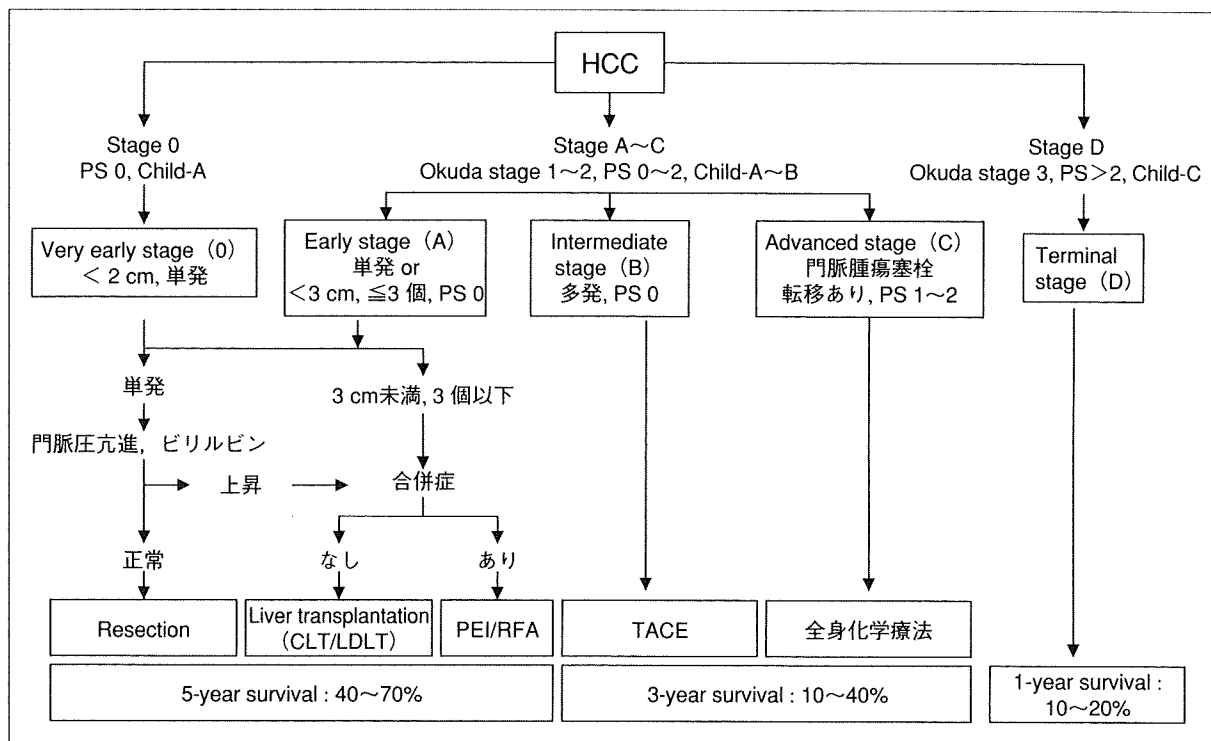 HCC
Stage 0
PS 0, Child-A
Stage A～C
Okuda stage 1～2, PS 0～2, Child-A～B
Stage D
Okuda stage 3, PS＞2, Child-C
Very early stage（0）
＜2 cm, 単発
Early stage（A）
単発 or
＜3 cm, ≦3 個, PS 0
Intermediate
stage（B）
多発, PS 0
Advanced stage（C）
門脈腫瘍塞栓
転移あり, PS 1～2
Terminal
stage（D）
単発
3 cm未満, 3 個以下
門脈圧亢進，ビリルビン
上昇
合併症
正常
なし
あり
Resection
Liver transplantation
（CLT/LDLT）
PEI/RFA
TACE
全身化学療法
5-year survival : 40～70%
3-year survival : 10～40%
1-year survival :
10～20%